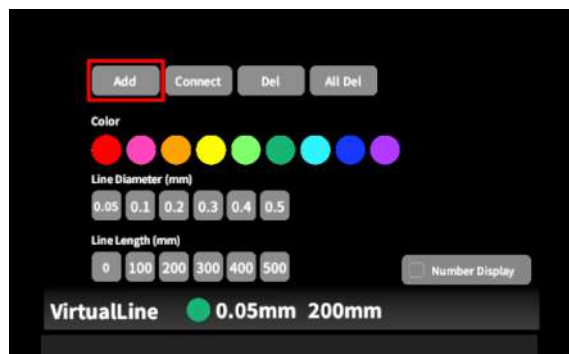 Add Connect Del All Del
Color
Line Diameter (mm)
0.05 0.1 0.2 0.3 0.4 0.5
Line Length (mm)
0 100 200 300 400 500
Number Display
VirtualLine 0.05mm 200mm